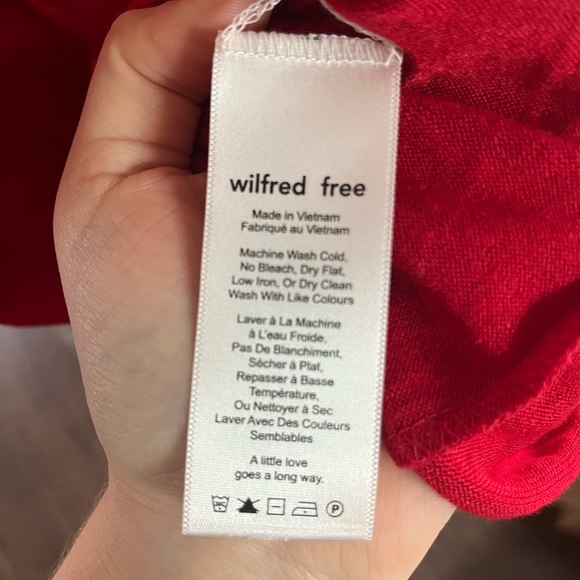 wilfred free
Made in Vietnam
Fabriqué au Vietnam
Machine Wash Cold,
No Bleach, Dry Flat,
Low Iron, Or Dry Clean
Wash With Like Colours
Laver à La Machine
à L'eau Froide,
Pas De Blanchiment,
Sécher à Plat,
Repasser à Basse
Température,
Ou Nettoyer à Sec
Laver Avec Des Couleurs
Semblables
A little love
goes a long way.
P